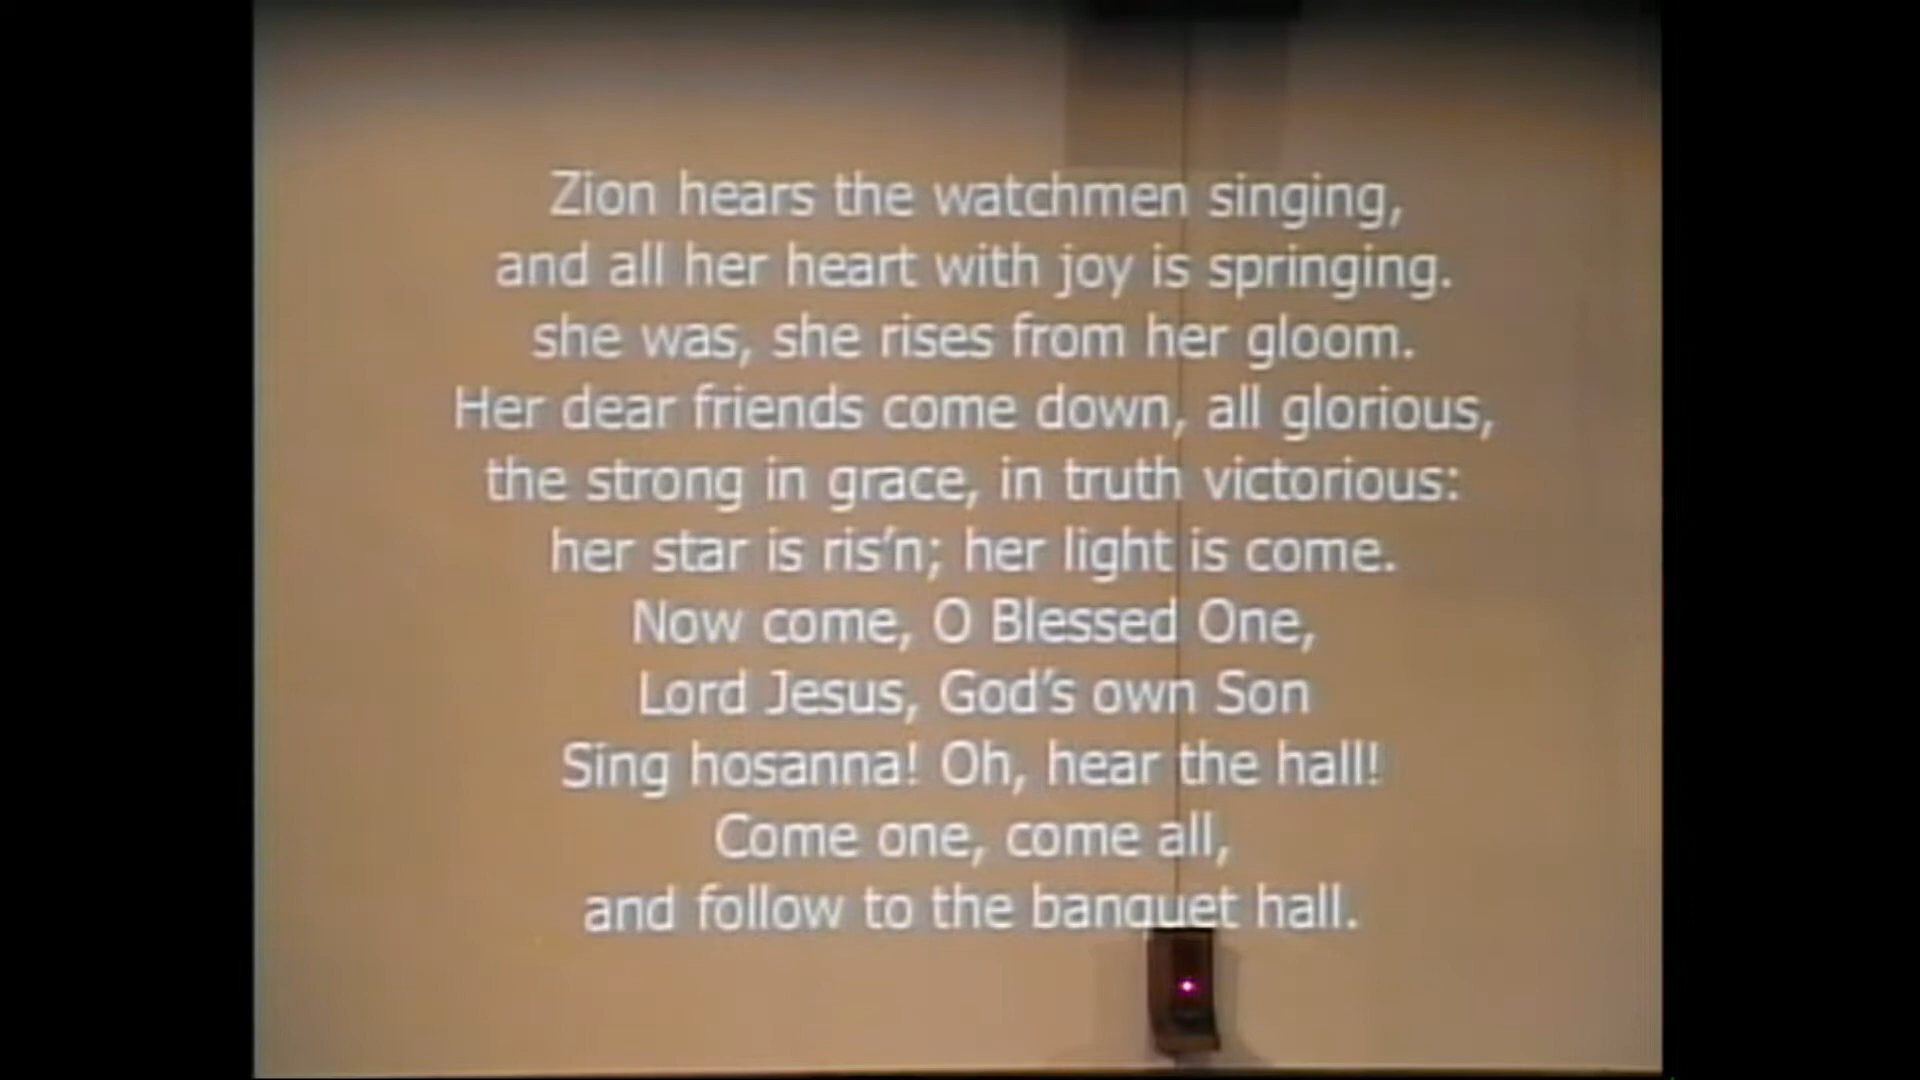 Zion hears the watchmen singing,
and all her heart with joy is springing.
she was, she rises from her gloom.
Her dear friends come down, all glorious,
the strong in grace, in truth victorious:
her star is ris’n; her light is come.
Now come, O Blessed One,
Lord Jesus, God’s own Son
Sing hosanna! Oh, hear the hall!
Come one, come all,
and follow to the banquet hall.